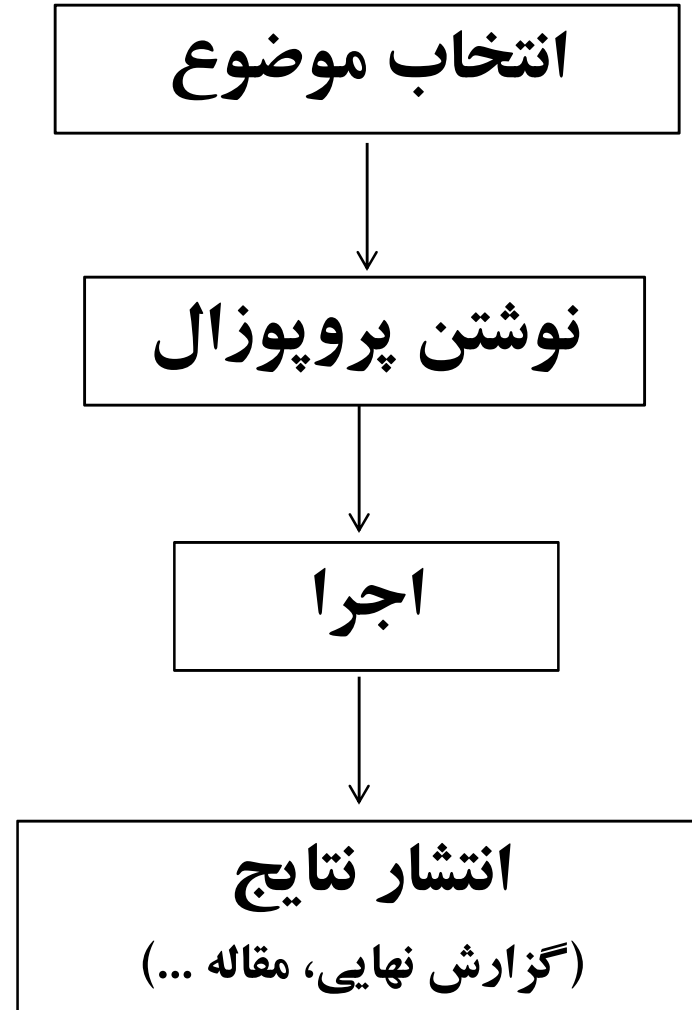 انتخاب موضوع
نوشتن پروپوزال
اجرا
انتشار نتایج
(گزارش نهایی، مقاله ...)